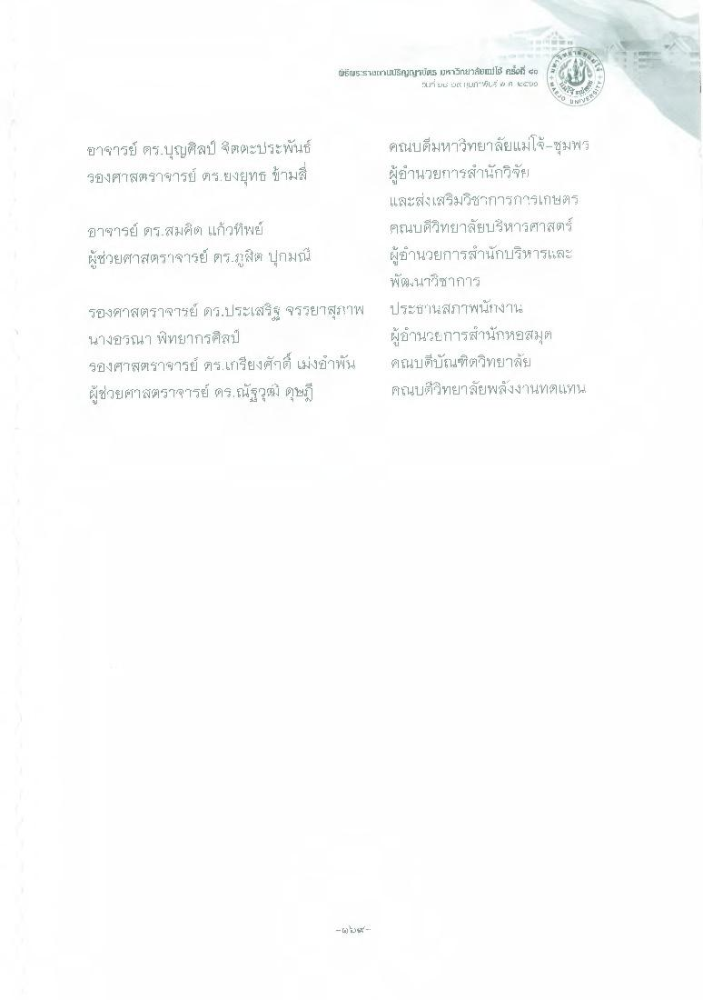 พิธีพระราชทานปริญญาบัตร มหาวิทยาลัยแม่โจ้ ครั้งที่ ๔๐
กุมภาพันธ์ พ.ศ. ๒๕๖๑
มหาวิทยาลัยแม่โจ้
MAEJO UNIVERSITY
อาจารย์ ดร.บุญศิลป์ จิตตะประพันธ์ คณบดีมหาวิทยาลัยแม่โจ้-ชุมพร
รองศาสตราจารย์ ดร.ยงยุทธ ข้ามสี่ ผู้อำนวยการสำนักวิจัย
และส่งเสริมวิชาการการเกษตร
อาจารย์ ดร.สมคิด แก้วทิพย์ คณบดีวิทยาลัยบริหารศาสตร์
ผู้ช่วยศาสตราจารย์ ดร.ภูสิต ปุกมณี ผู้อำนวยการสำนักบริหารและ
พัฒนาวิชาการ
รองศาสตราจารย์ ดร.ประเสริฐ จรรยาสุภาพ ประธานสภาพนักงาน
นางอรณา พิทยากรศิลป์ ผู้อำนวยการสำนักหอสมุด
รองศาสตราจารย์ ดร.เกรียงศักดิ์ เม่งอำพัน คณบดีบัณฑิตวิทยาลัย
ผู้ช่วยศาสตราจารย์ ดร.ณัฐวุฒิ ดุษฎี คณบดีวิทยาลัยพลังงานทดแทน
-๑๖๙-